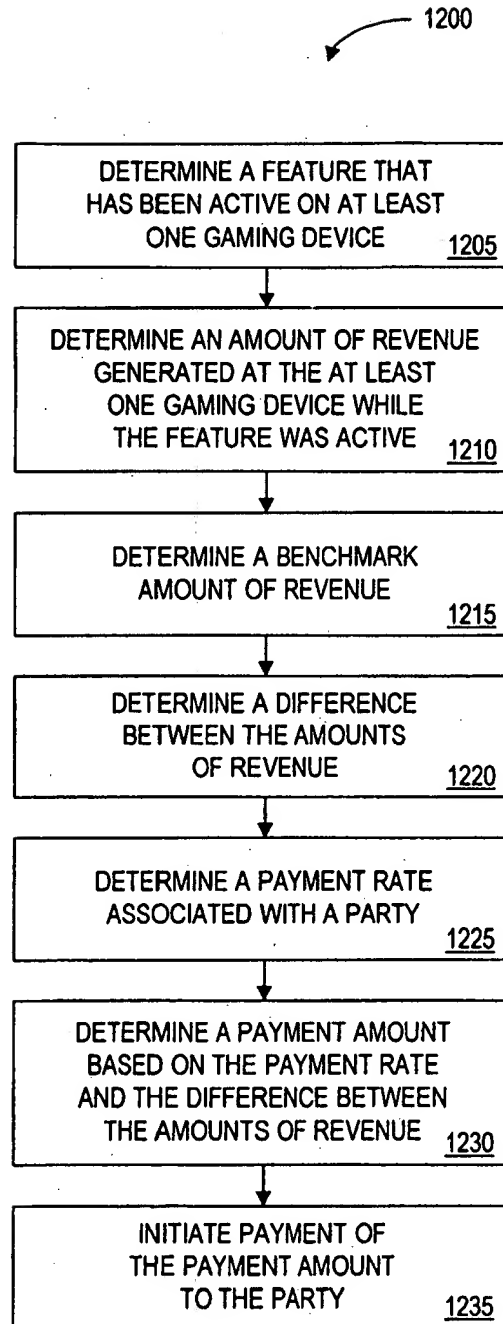 1200
DETERMINE A FEATURE THAT
HAS BEEN ACTIVE ON AT LEAST
ONE GAMING DEVICE
1205
DETERMINE AN AMOUNT OF REVENUE
GENERATED AT THE AT LEAST
ONE GAMING DEVICE WHILE
THE FEATURE WAS ACTIVE
1210
DETERMINE A BENCHMARK
AMOUNT OF REVENUE
1215
DETERMINE A DIFFERENCE
BETWEEN THE AMOUNTS
OF REVENUE
1220
DETERMINE A PAYMENT RATE
ASSOCIATED WITH A PARTY
1225
DETERMINE A PAYMENT AMOUNT
BASED ON THE PAYMENT RATE
AND THE DIFFERENCE BETWEEN
THE AMOUNTS OF REVENUE
1230
INITIATE PAYMENT OF
THE PAYMENT AMOUNT
TO THE PARTY
1235